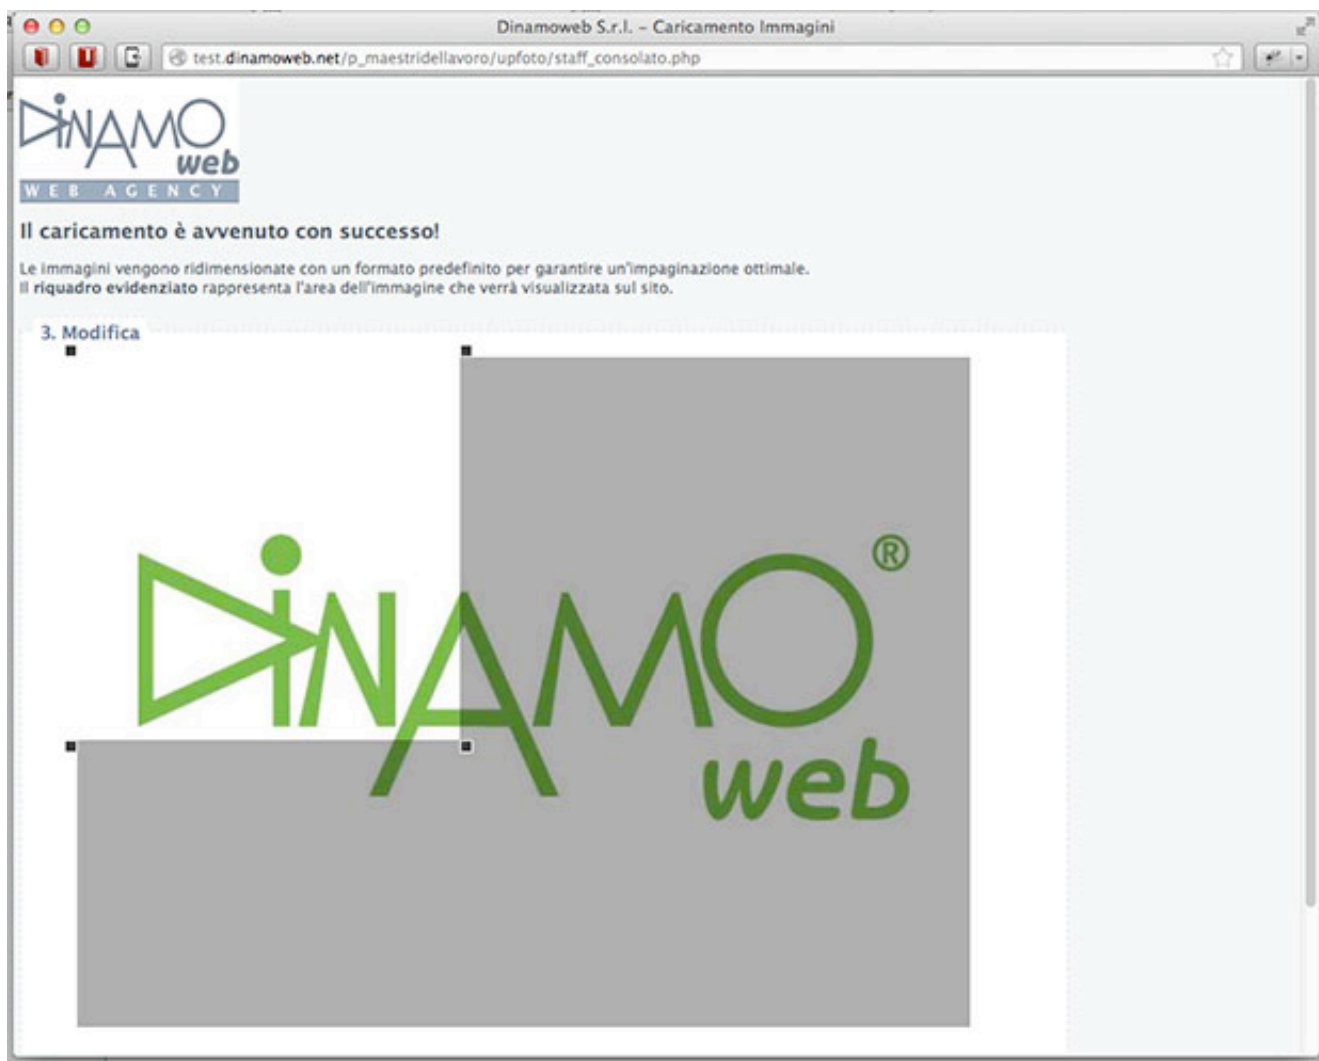 Dinamoweb S.r.l. – Caricamento Immagini
test.dinamoweb.net/p_maestridellavoro/upfoto/staff_consolato.php
DiNAMO
web
WEB AGENCY
Il caricamento è avvenuto con successo!
Le immagini vengono ridimensionate con un formato predefinito per garantire un'impaginazione ottimale.
Il riquadro evidenziato rappresenta l'area dell'immagine che verrà visualizzata sul sito.
3. Modifica
DiNAMO®
web